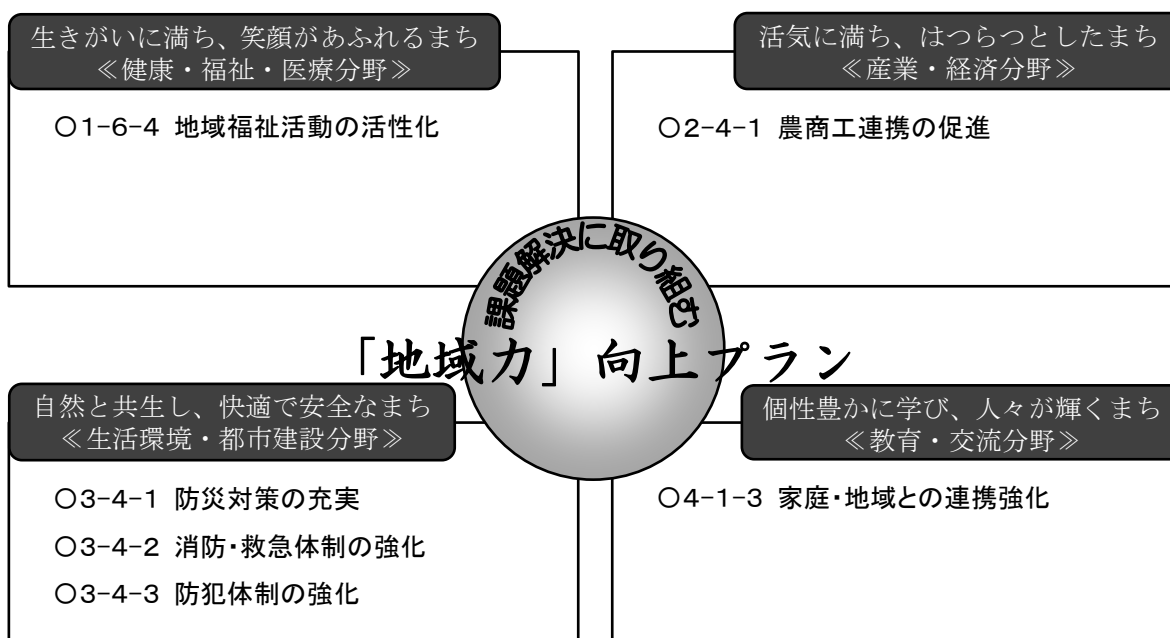 生きがいに満ち、笑顔があふれるまち
≪健康・福祉・医療分野≫
〇1-6-4 地域福祉活動の活性化
活気に満ち、はつらつとしたまち
≪産業・経済分野≫
〇2-4-1 農商工連携の促進
課題解決に取り組む
「地域力」向上プラン
自然と共生し、快適で安全なまち
≪生活環境・都市建設分野≫
〇3-4-1 防災対策の充実
〇3-4-2 消防・救急体制の強化
〇3-4-3 防犯体制の強化
個性豊かに学び、人々が輝くまち
≪教育・交流分野≫
〇4-1-3 家庭・地域との連携強化